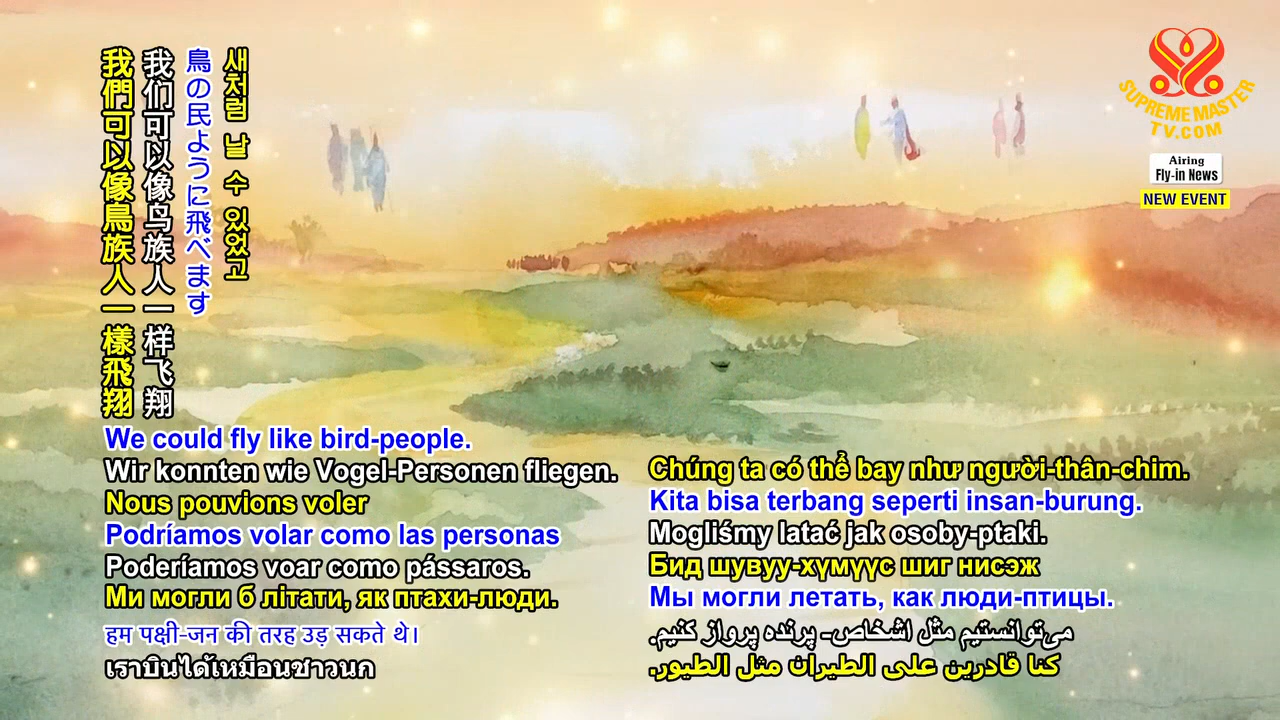 我們可以像鳥族人一樣飛翔
我们可以像鸟族人一样飞翔
鳥の民ように飛べます
새처럼 날 수 있었고
We could fly like bird-people.
Wir konnten wie Vogel-Personen fliegen.
Nous pouvions voler
Podríamos volar como las personas
Poderíamos voar como pássaros.
Ми могли б літати, як птахи-люди.
हम पक्षी-जन की तरह उड़ सकते थे।
เราบินได้เหมือนชาวนก
Chúng ta có thể bay như người-thân-chim.
Kita bisa terbang seperti insan-burung.
Mogliśmy latać jak osoby-ptaki.
Бид шувуу-хүмүүс шиг нисэж
Мы могли летать, как люди-птицы.
می‌توانستیم مثل اشخاص- پرنده پرواز کنیم.
كنا قادرين على الطيران مثل الطيور.
SUPREME MASTER
TV.COM
Airing
Fly-in News
NEW EVENT